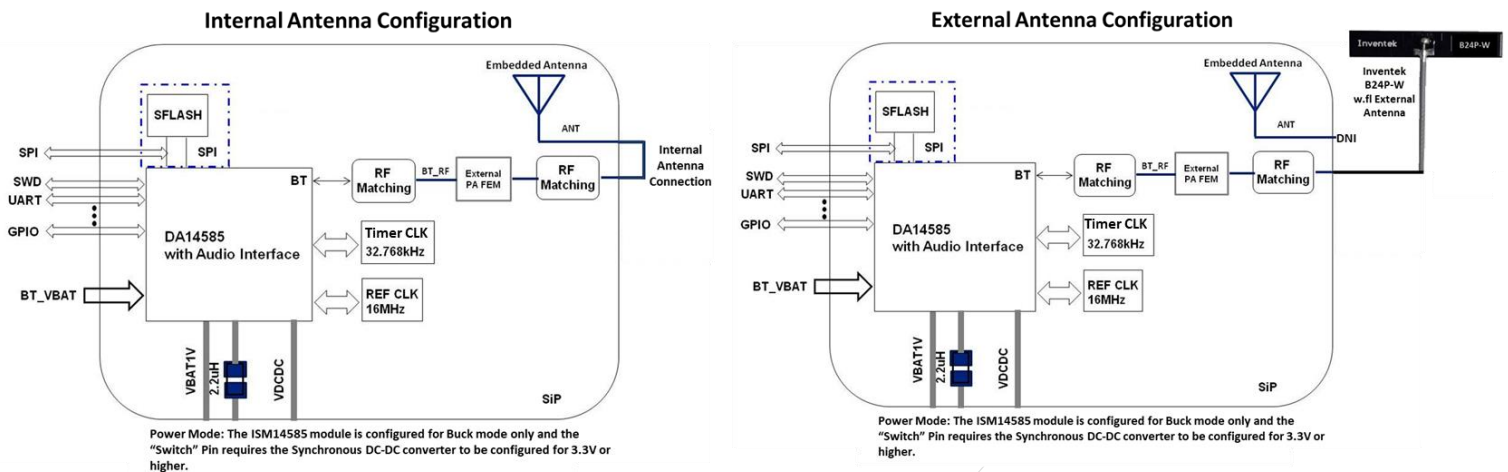 Internal Antenna Configuration
Embedded Antenna
SFLASH
ANT
SPI
SPI
Internal
Antenna
Connection
BT
RF
Matching
BT_RF
External
PA FEM
RF
Matching
SWD
UART
GPIO
DA14585
with Audio Interface
Timer CLK
32.768kHz
BT_VBAT
REF CLK
16MHz
VBAT1V
2.2uH
VDCDC
SiP
Power Mode: The ISM14585 module is configured for Buck mode only and the
“Switch” Pin requires the Synchronous DC-DC converter to be configured for 3.3V or
higher.
External Antenna Configuration
Inventek
B24P-W
Inventek
B24P-W
w.fl External
Antenna
Embedded Antenna
SFLASH
ANT
DNI
SPI
SPI
BT
RF
Matching
BT_RF
External
PA FEM
RF
Matching
SWD
UART
GPIO
DA14585
with Audio Interface
Timer CLK
32.768kHz
BT_VBAT
REF CLK
16MHz
VBAT1V
2.2uH
VDCDC
SiP
Power Mode: The ISM14585 module is configured for Buck mode only and the
“Switch” Pin requires the Synchronous DC-DC converter to be configured for 3.3V or
higher.